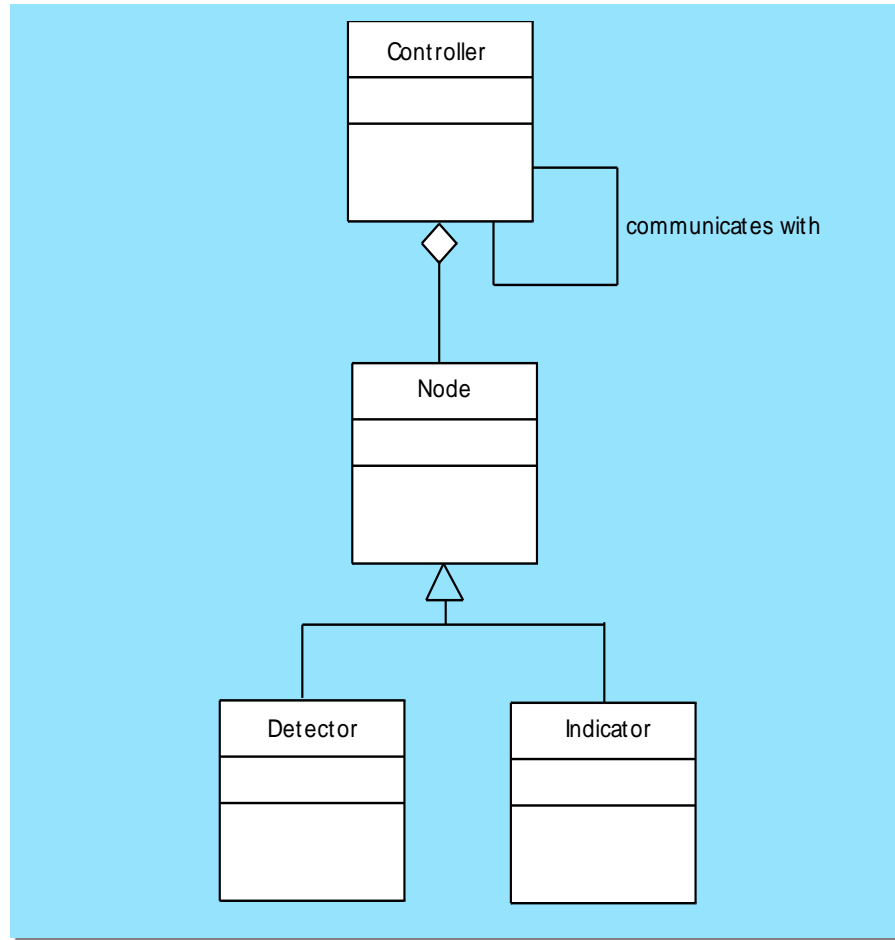 Controller
communicates with
Node
Detector
Indicator